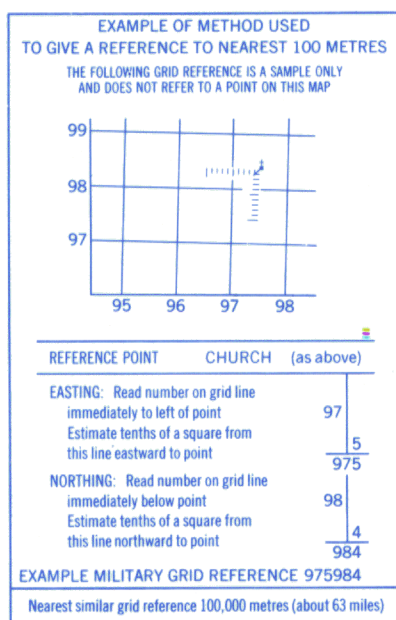 EXAMPLE OF METHOD USED
TO GIVE A REFERENCE TO NEAREST 100 METRES
THE FOLLOWING GRID REFERENCE IS A SAMPLE ONLY
AND DOES NOT REFER TO A POINT ON THIS MAP
99
98
97
95 96 97 98
REFERENCE POINT CHURCH (as above)
EASTING: Read number on grid line
immediately to left of point 97
Estimate tenths of a square from
this line eastward to point 5
975
NORTHING: Read number on grid line
immediately below point 98
Estimate tenths of a square from
this line northward to point 4
984
EXAMPLE MILITARY GRID REFERENCE 975984
Nearest similar grid reference 100,000 metres (about 63 miles)